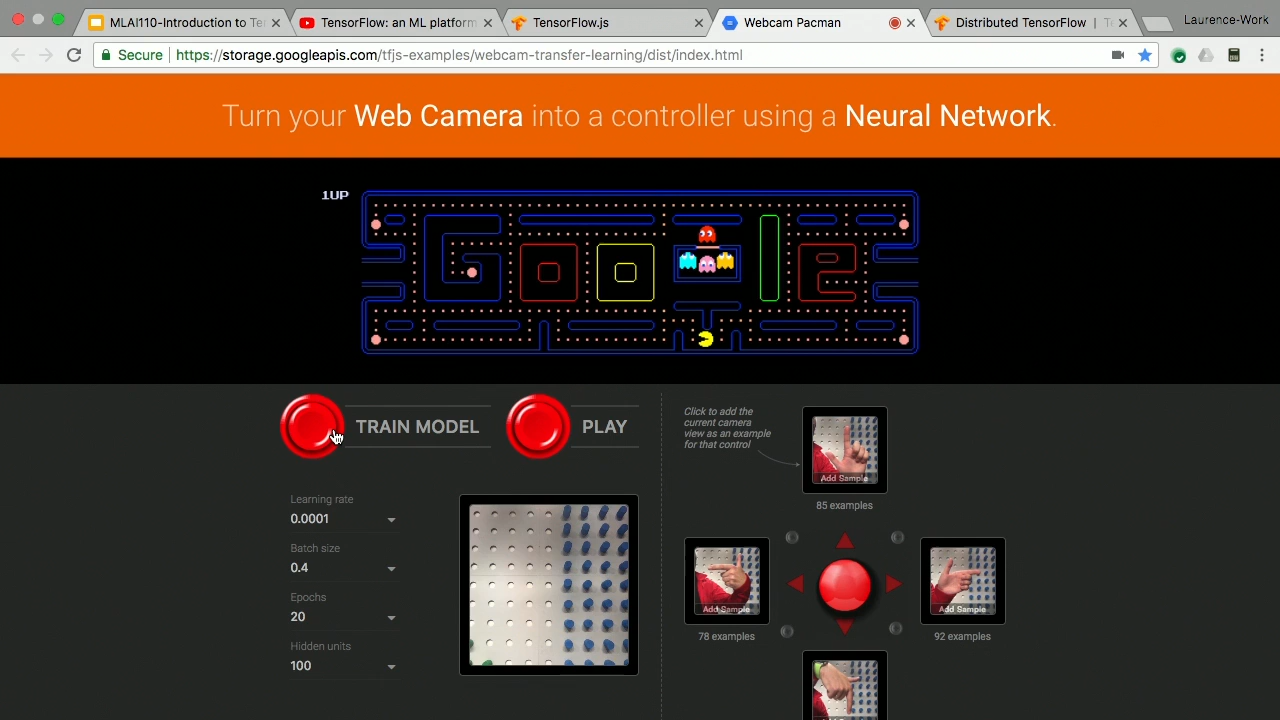 MLAI110-Introduction to Te
TensorFlow: an ML platform
TensorFlow.js
Webcam Pacman
Distributed TensorFlow | Te
Laurence-Work
Secure
https://storage.googleapis.com/tfjs-examples/webcam-transfer-learning/dist/index.html
Turn your Web Camera into a controller using a Neural Network.
1UP
Google
TRAIN MODEL
PLAY
Learning rate
0.0001
Batch size
0.4
Epochs
20
Hidden units
100
Click to add the
current camera
view as an example
for that control
Add Sample
85 examples
Add Sample
78 examples
Add Sample
92 examples